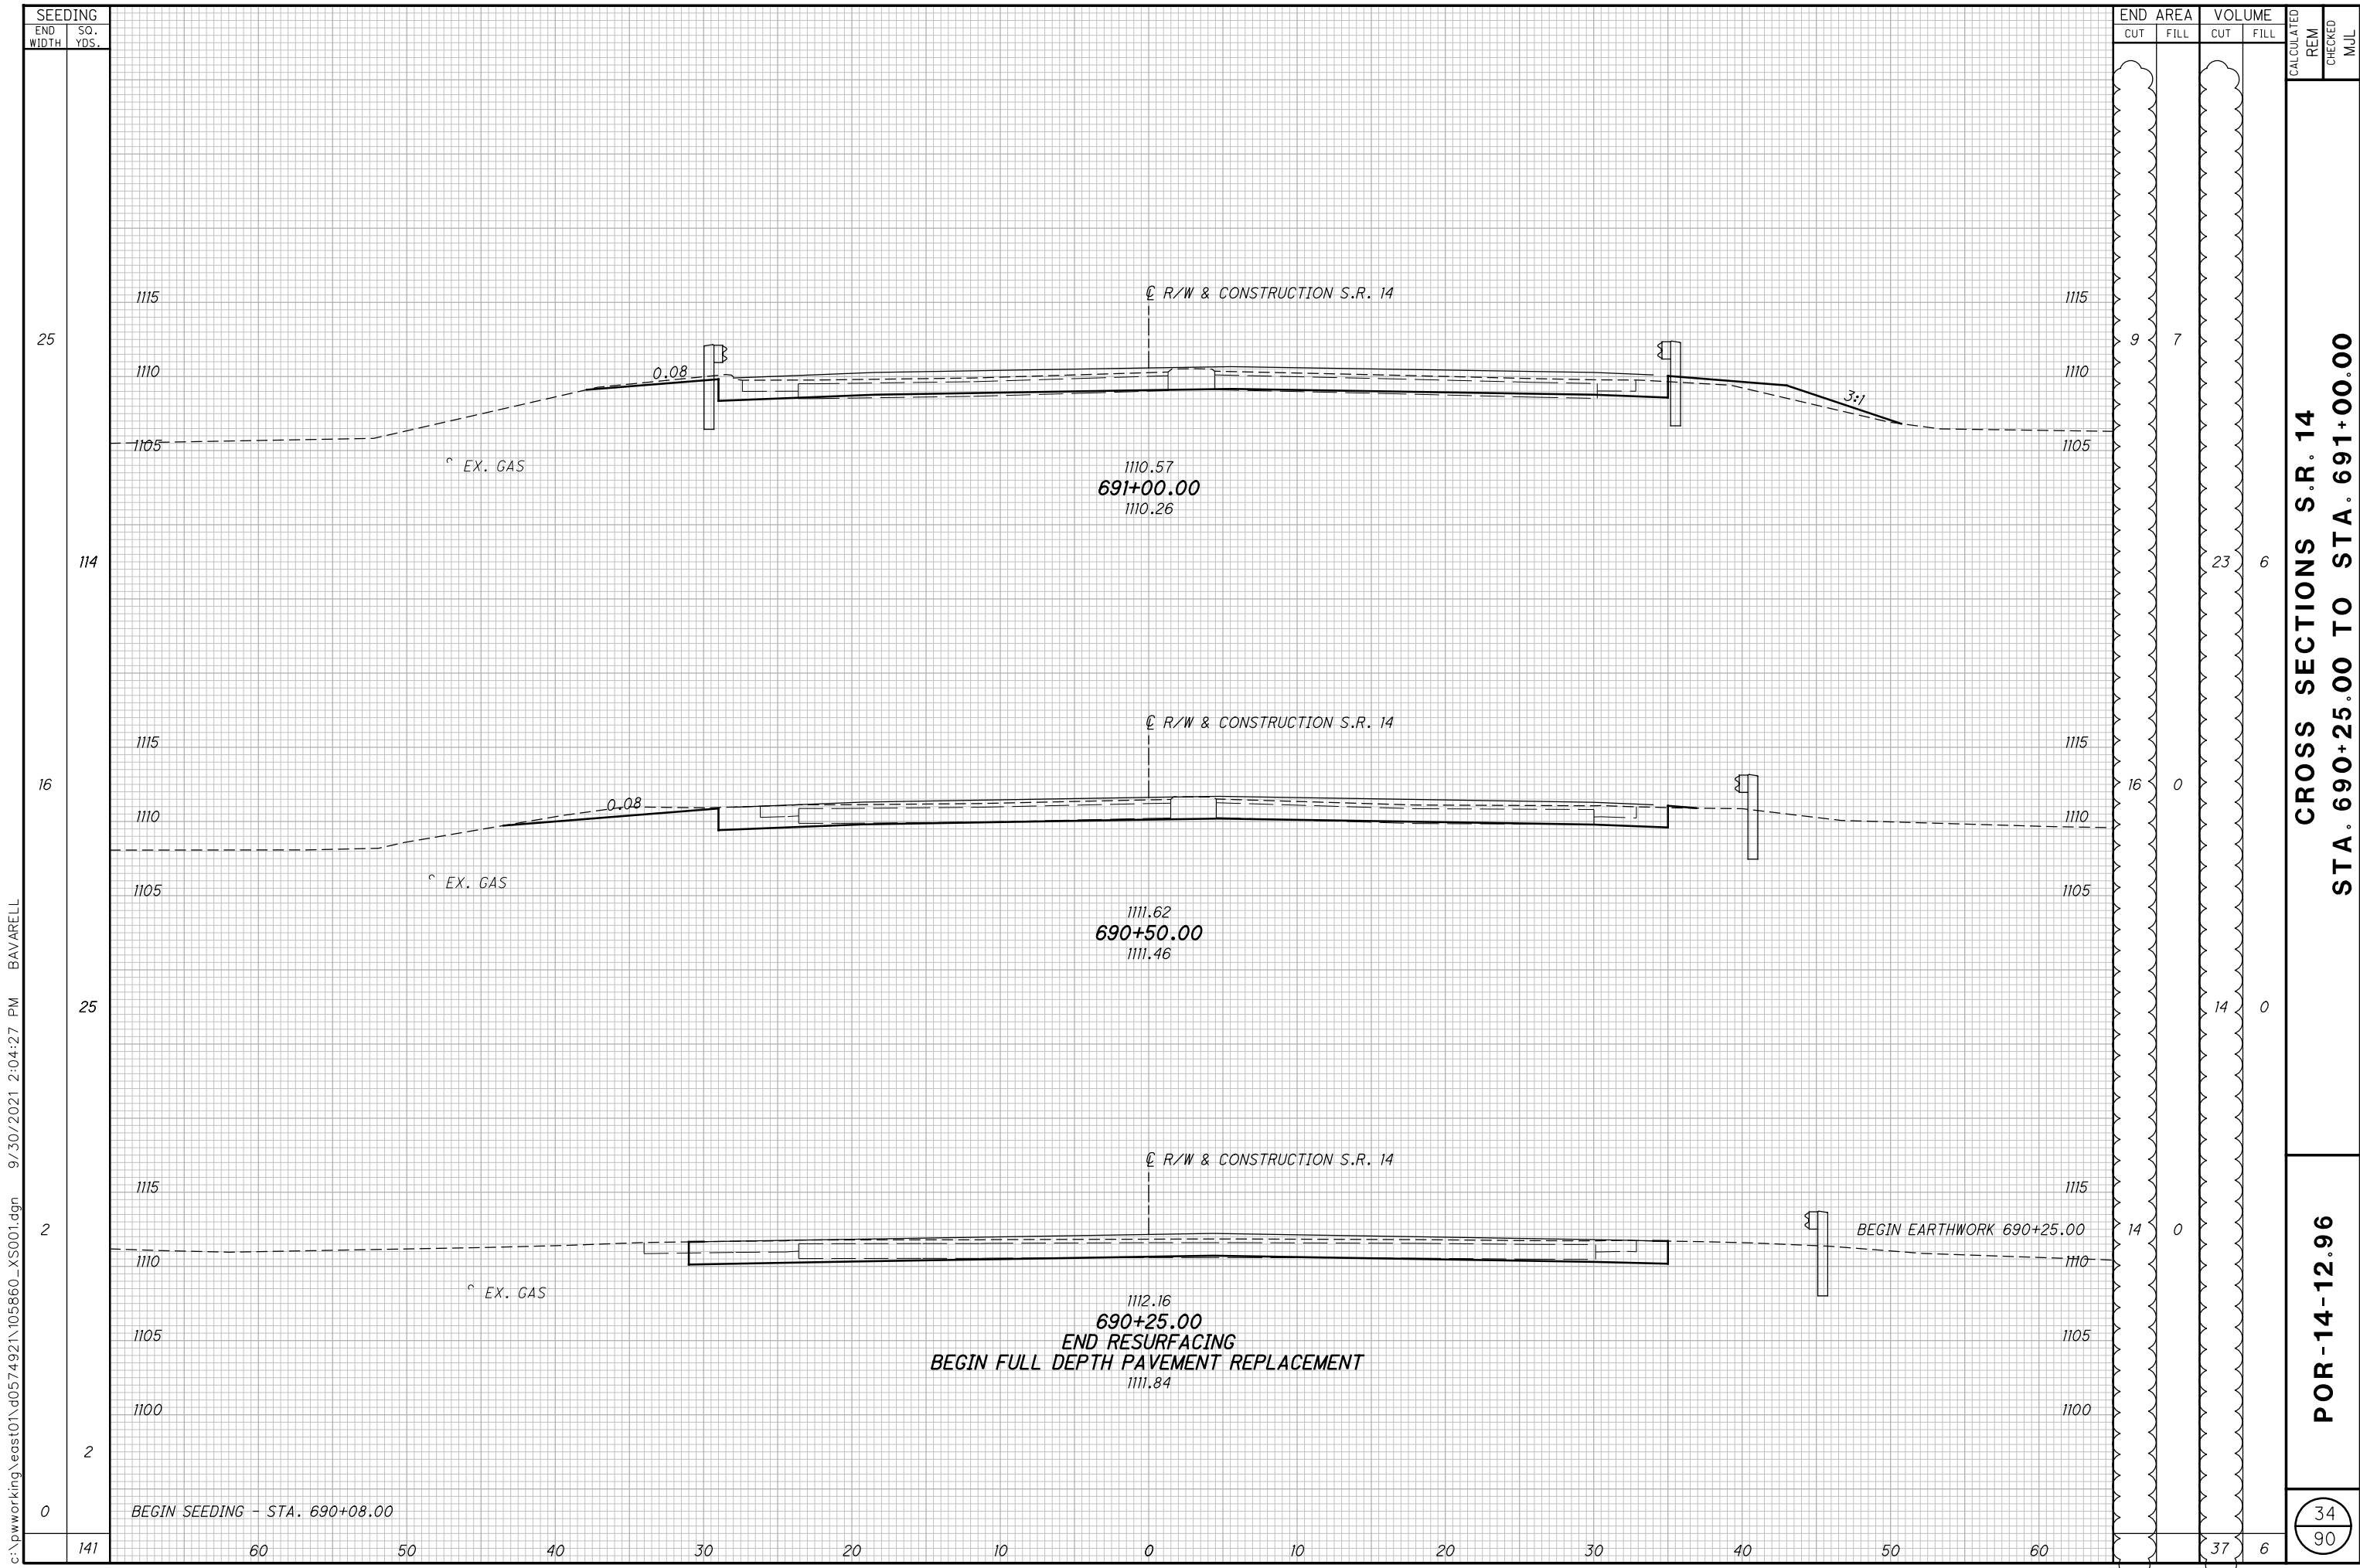 SEEDING
END WIDTH
SQ. YDS.
END AREA
VOLUME
CUT
FILL
CUT
FILL
CALCULATED
REM
CHECKED
MJL
℄ R/W & CONSTRUCTION S.R. 14
1115
1115
25
9
7
0.08
1110
1110
3:1
1105
1105
EX. GAS
1110.57
691+00.00
1110.26
114
23
6
℄ R/W & CONSTRUCTION S.R. 14
1115
1115
16
16
0
0.08
1110
1110
EX. GAS
1105
1105
1111.62
690+50.00
1111.46
25
14
0
℄ R/W & CONSTRUCTION S.R. 14
1115
1115
2
BEGIN EARTHWORK 690+25.00
14
0
1110
1110
EX. GAS
1112.16
690+25.00
1105
1105
END RESURFACING
BEGIN FULL DEPTH PAVEMENT REPLACEMENT
1111.84
1100
1100
2
0
BEGIN SEEDING - STA. 690+08.00
141
60 50 40 30 20 10 0 10 20 30 40 50 60
37
6
CROSS SECTIONS S.R. 14
STA. 690+25.00 TO STA. 691+00.00
POR-14-12.96
34
90
c:\pwworking\east01\d0574921\105860_XS001.dgn 9/30/2021 2:04:27 PM BAVARELL